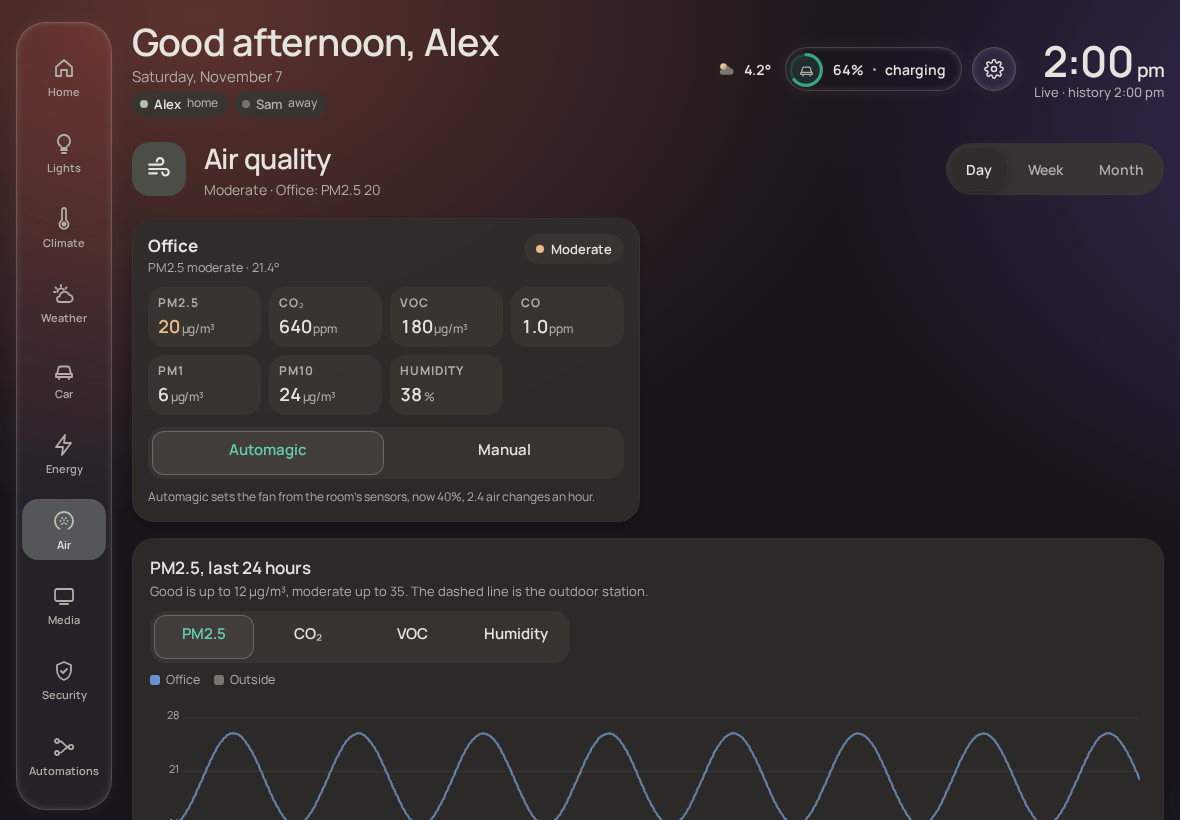 Good afternoon, Alex
Saturday, November 7
Alex home
Sam away
4.2°
64% · charging
2:00 pm
Live · history 2:00 pm
Home
Lights
Climate
Weather
Car
Energy
Air
Media
Security
Automations
Air quality
Moderate · Office: PM2.5 20
Day
Week
Month
Office
PM2.5 moderate · 21.4°
Moderate
PM2.5
20 µg/m³
CO₂
640 ppm
VOC
180 µg/m³
CO
1.0 ppm
PM1
6 µg/m³
PM10
24 µg/m³
HUMIDITY
38 %
Automagic
Manual
Automagic sets the fan from the room's sensors, now 40%, 2.4 air changes an hour.
PM2.5, last 24 hours
Good is up to 12 µg/m³, moderate up to 35. The dashed line is the outdoor station.
PM2.5
CO₂
VOC
Humidity
Office
Outside
28
21